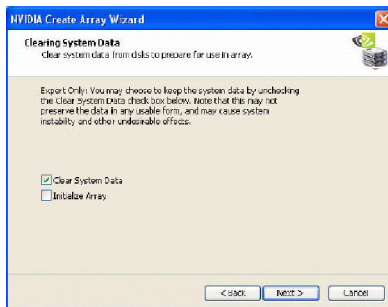 NVIDIA Create Array Wizard
Clearing System Data
Clear system data from disks to prepare for use in array.
Expert Only: You may choose to keep the system data by unchecking
the Clear System Data check box below. Note that this may not
preserve the data in any usable form, and may cause system
instability and other undesirable effects.
Clear System Data
Initialize Array
< Back
Next >
Cancel